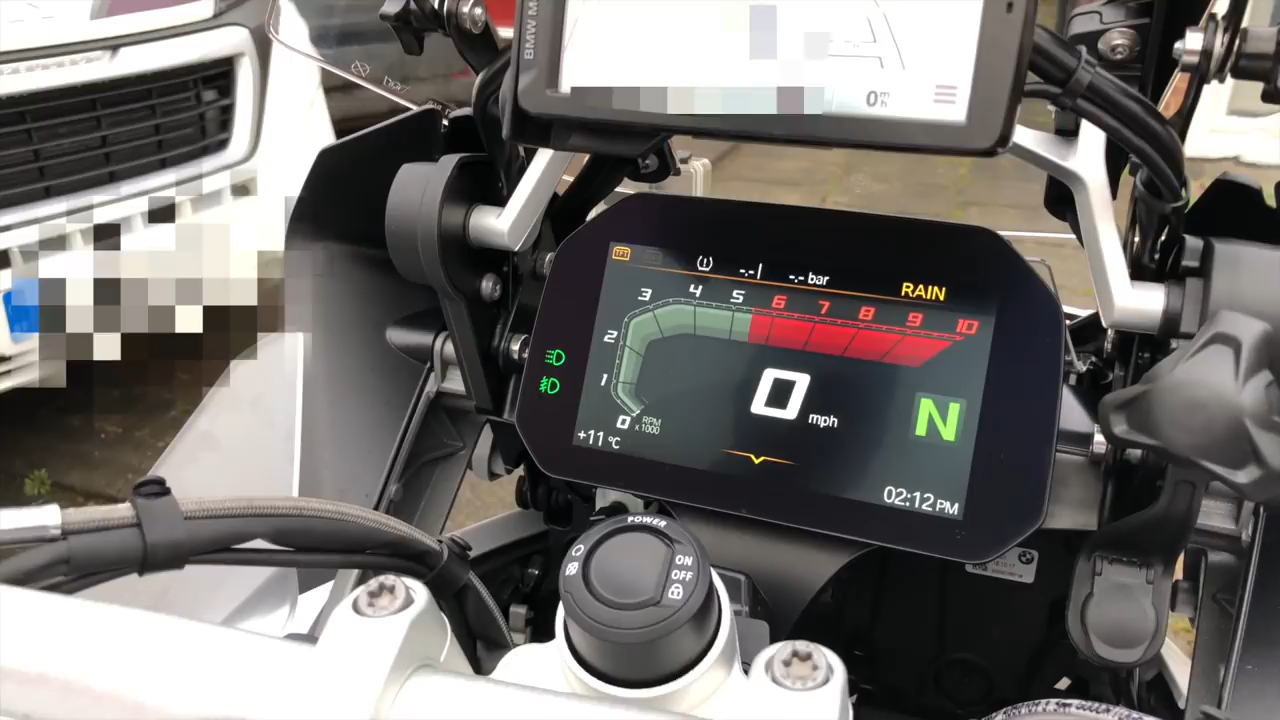 BMW M
0 m/h
TFT
-.- | -.- bar
RAIN
1 2 3 4 5 6 7 8 9 10
0 RPM x 1000
0 mph
N
+11 °C
02:12 PM
POWER
ON
OFF